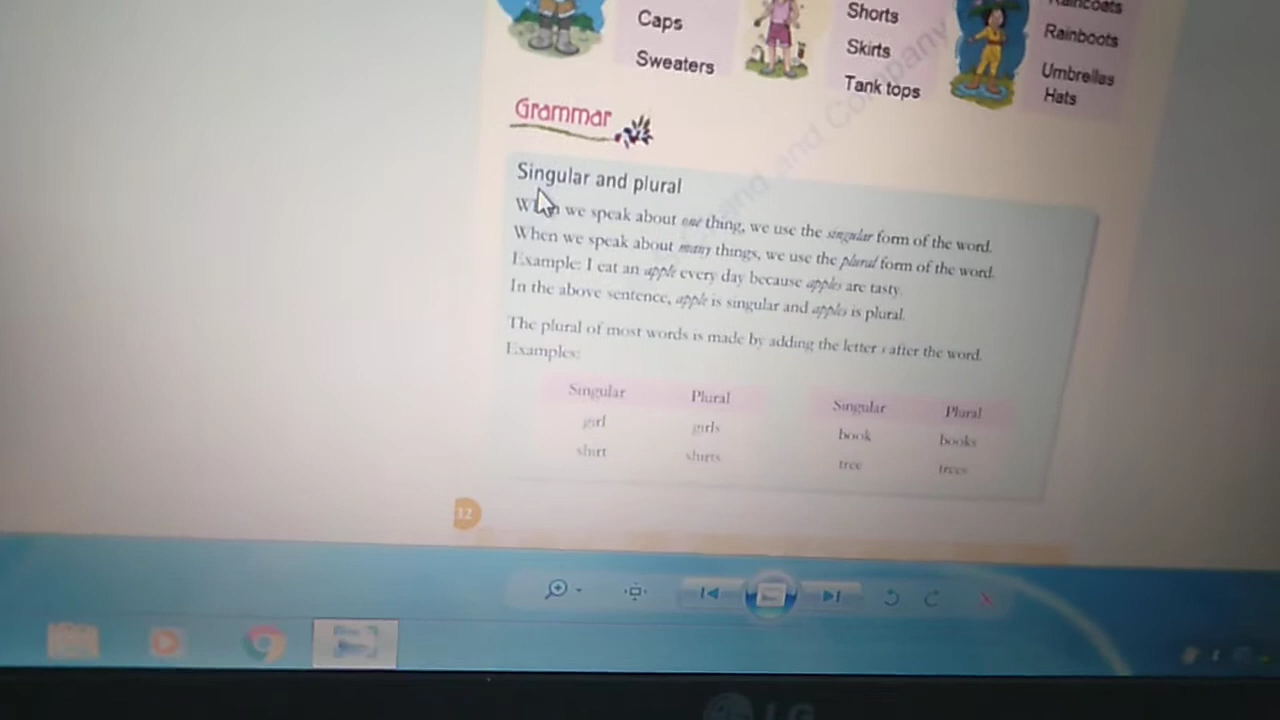 Caps
Sweaters
Shorts
Skirts
Tank tops
Raincoats
Rainboots
Umbrellas
Hats
Grammar
Singular and plural
When we speak about one thing, we use the singular form of the word.
When we speak about many things, we use the plural form of the word.
Example: I eat an apple every day because apples are tasty.
In the above sentence, apple is singular and apples is plural.
The plural of most words is made by adding the letter s after the word.
Examples:
Singular Plural Singular Plural
girl girls book books
shirt shirts tree trees
12
and Company
LG